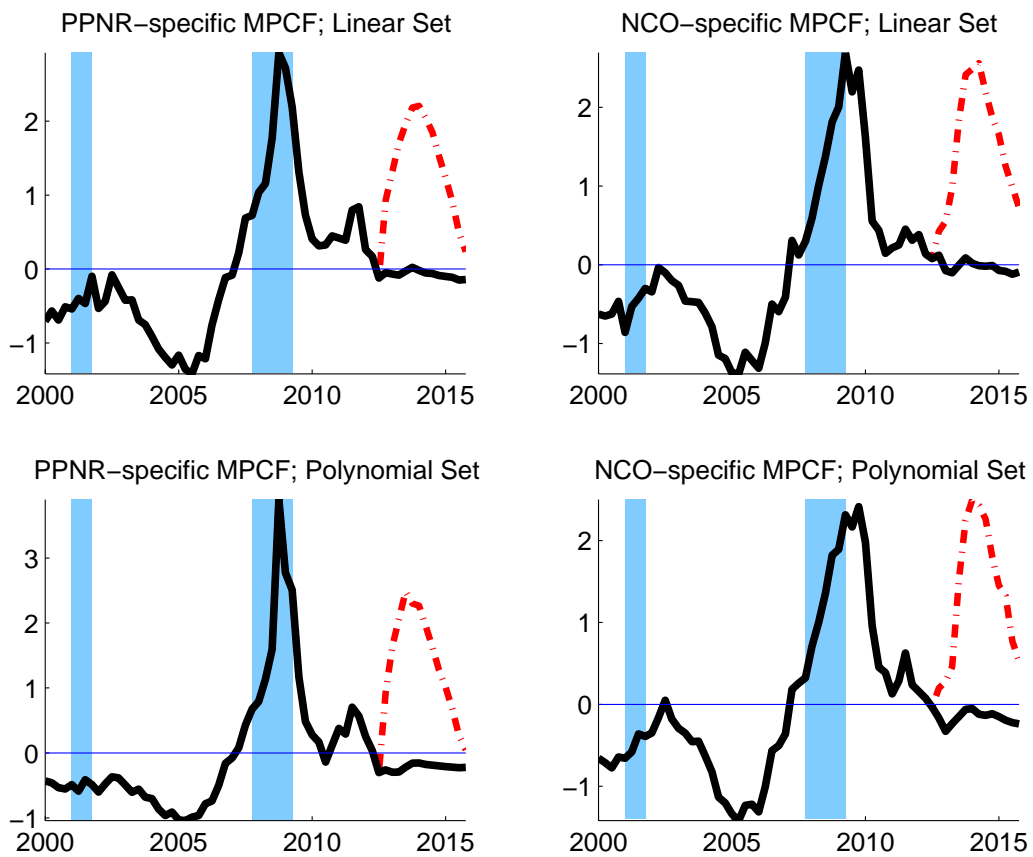 PPNR−specific MPCF; Linear Set
2
1
0
−1
2000 2005 2010 2015
NCO−specific MPCF; Linear Set
2
1
0
−1
2000 2005 2010 2015
PPNR−specific MPCF; Polynomial Set
3
2
1
0
−1
2000 2005 2010 2015
NCO−specific MPCF; Polynomial Set
2
1
0
−1
2000 2005 2010 2015